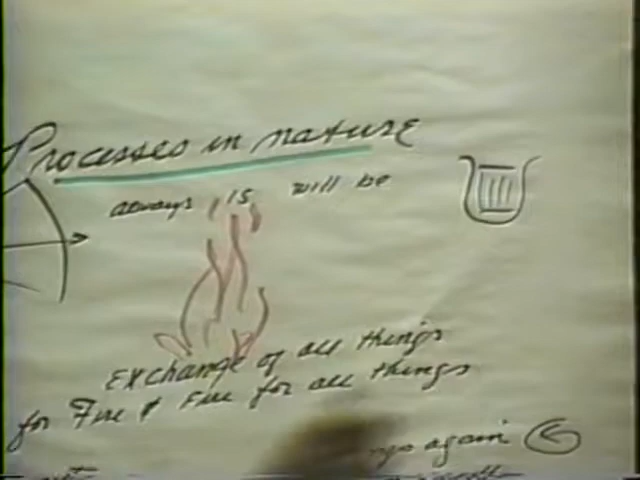 Processes in nature
always is will be
Exchange of all things
for Fire & Fire for all things
again